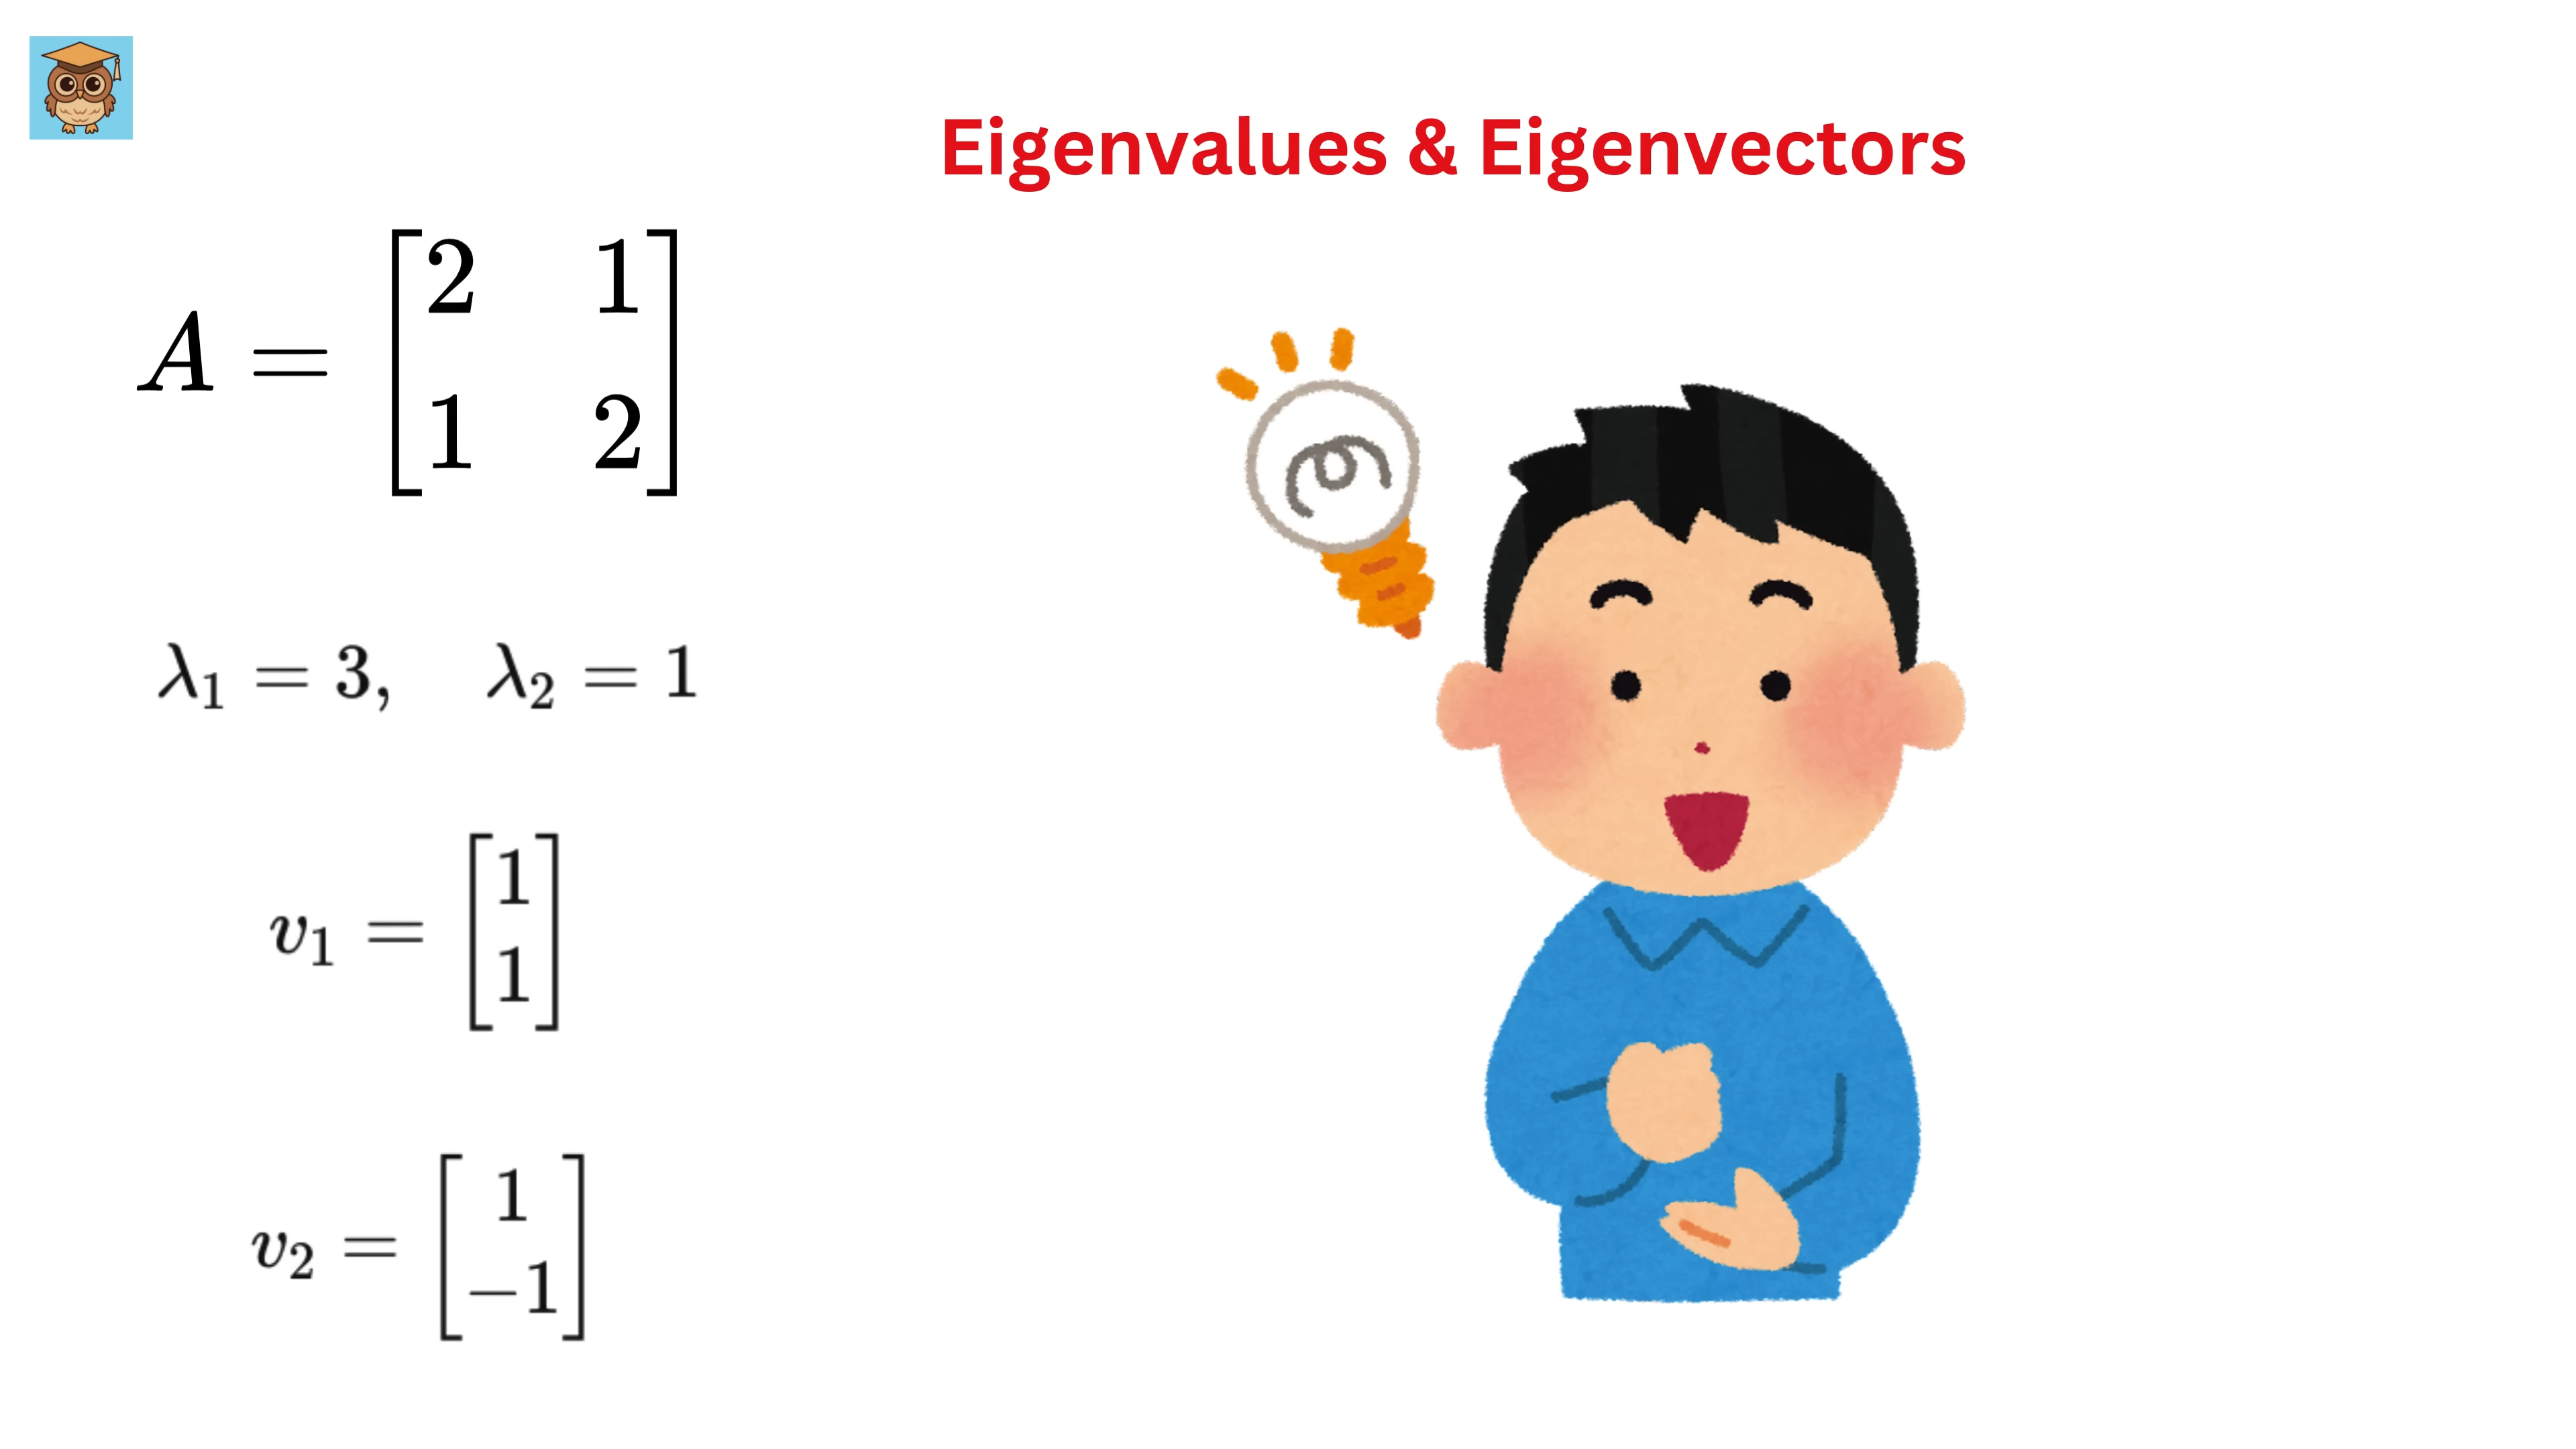 Eigenvalues & Eigenvectors
A = [2 1
1 2]
λ₁ = 3, λ₂ = 1
v₁ = [1
1]
v₂ = [1
−1]